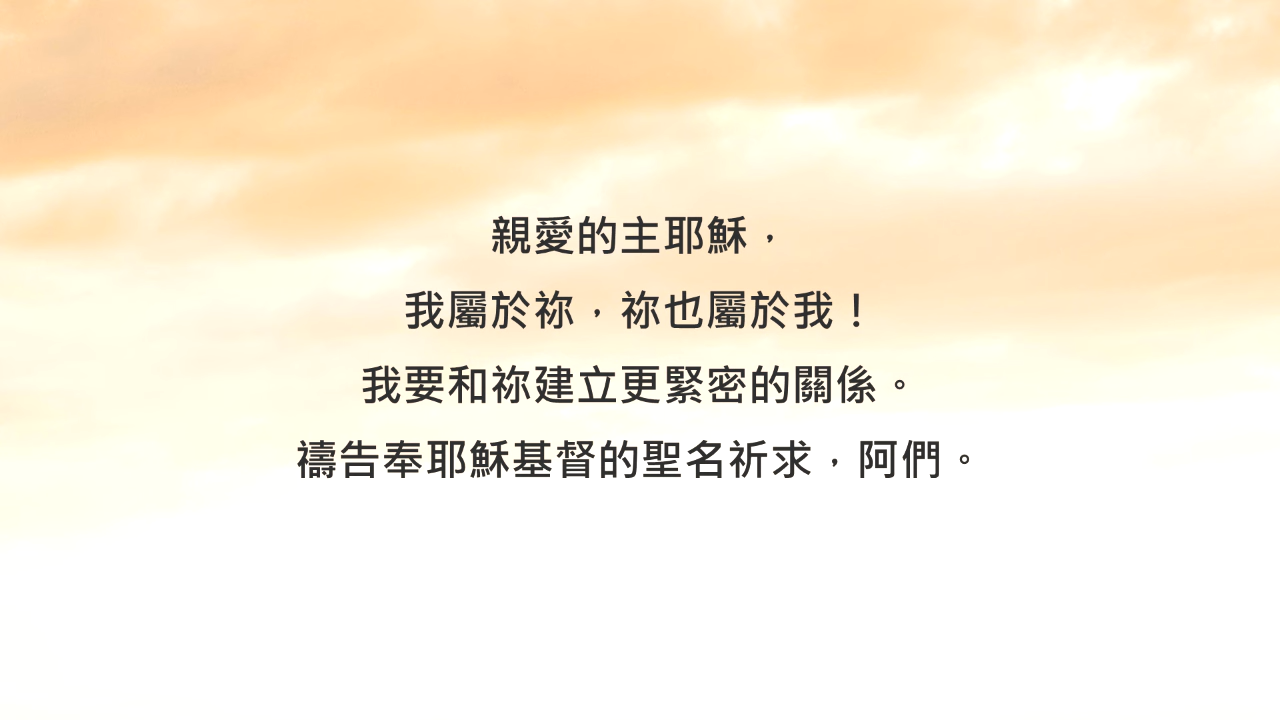 親愛的主耶穌，
我屬於祢，祢也屬於我！
我要和祢建立更緊密的關係。
禱告奉耶穌基督的聖名祈求，阿們。